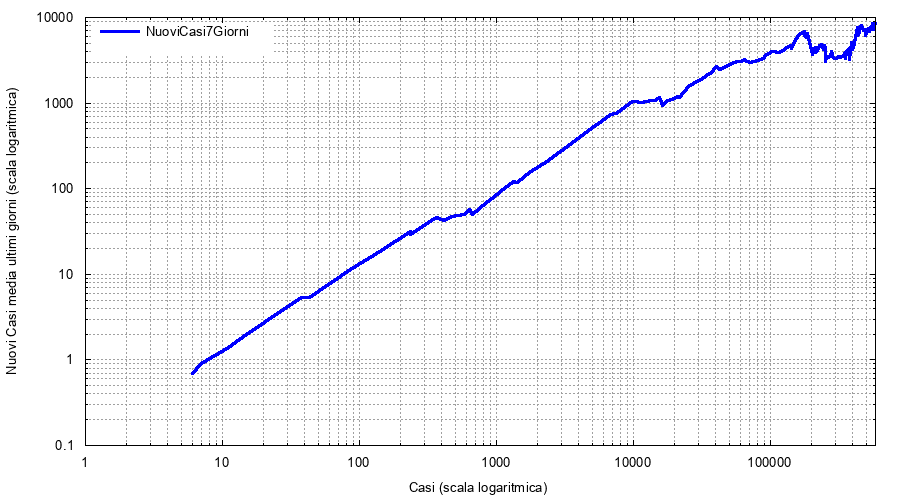 NuoviCasi7Giorni
10000
1000
100
10
1
0.1
Nuovi Casi media ultimi giorni (scala logaritmica)
1 10 100 1000 10000 100000
Casi (scala logaritmica)